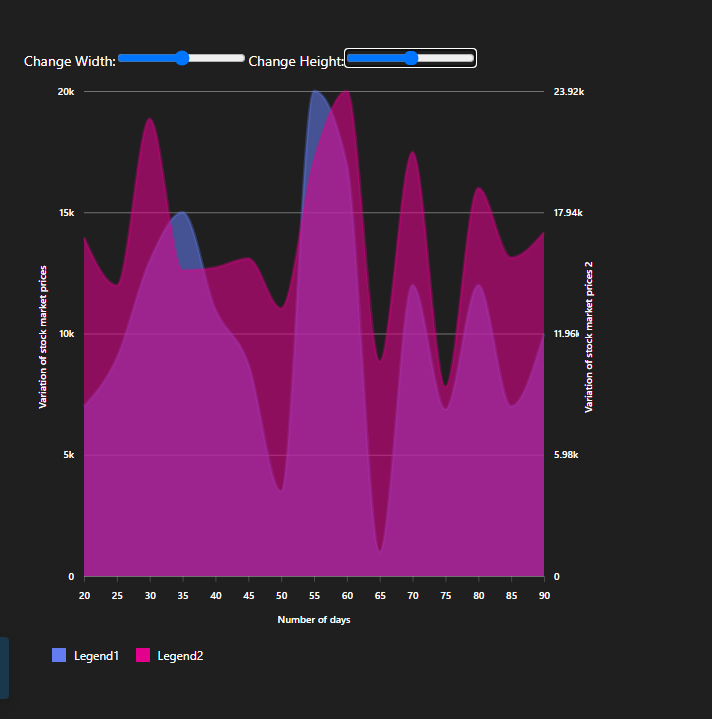 Change Width: Change Height:
20k 23.92k
15k 17.94k
Variation of stock market prices
Variation of stock market prices 2
10k 11.96k
5k 5.98k
0 0
20 25 30 35 40 45 50 55 60 65 70 75 80 85 90
Number of days
Legend1 Legend2